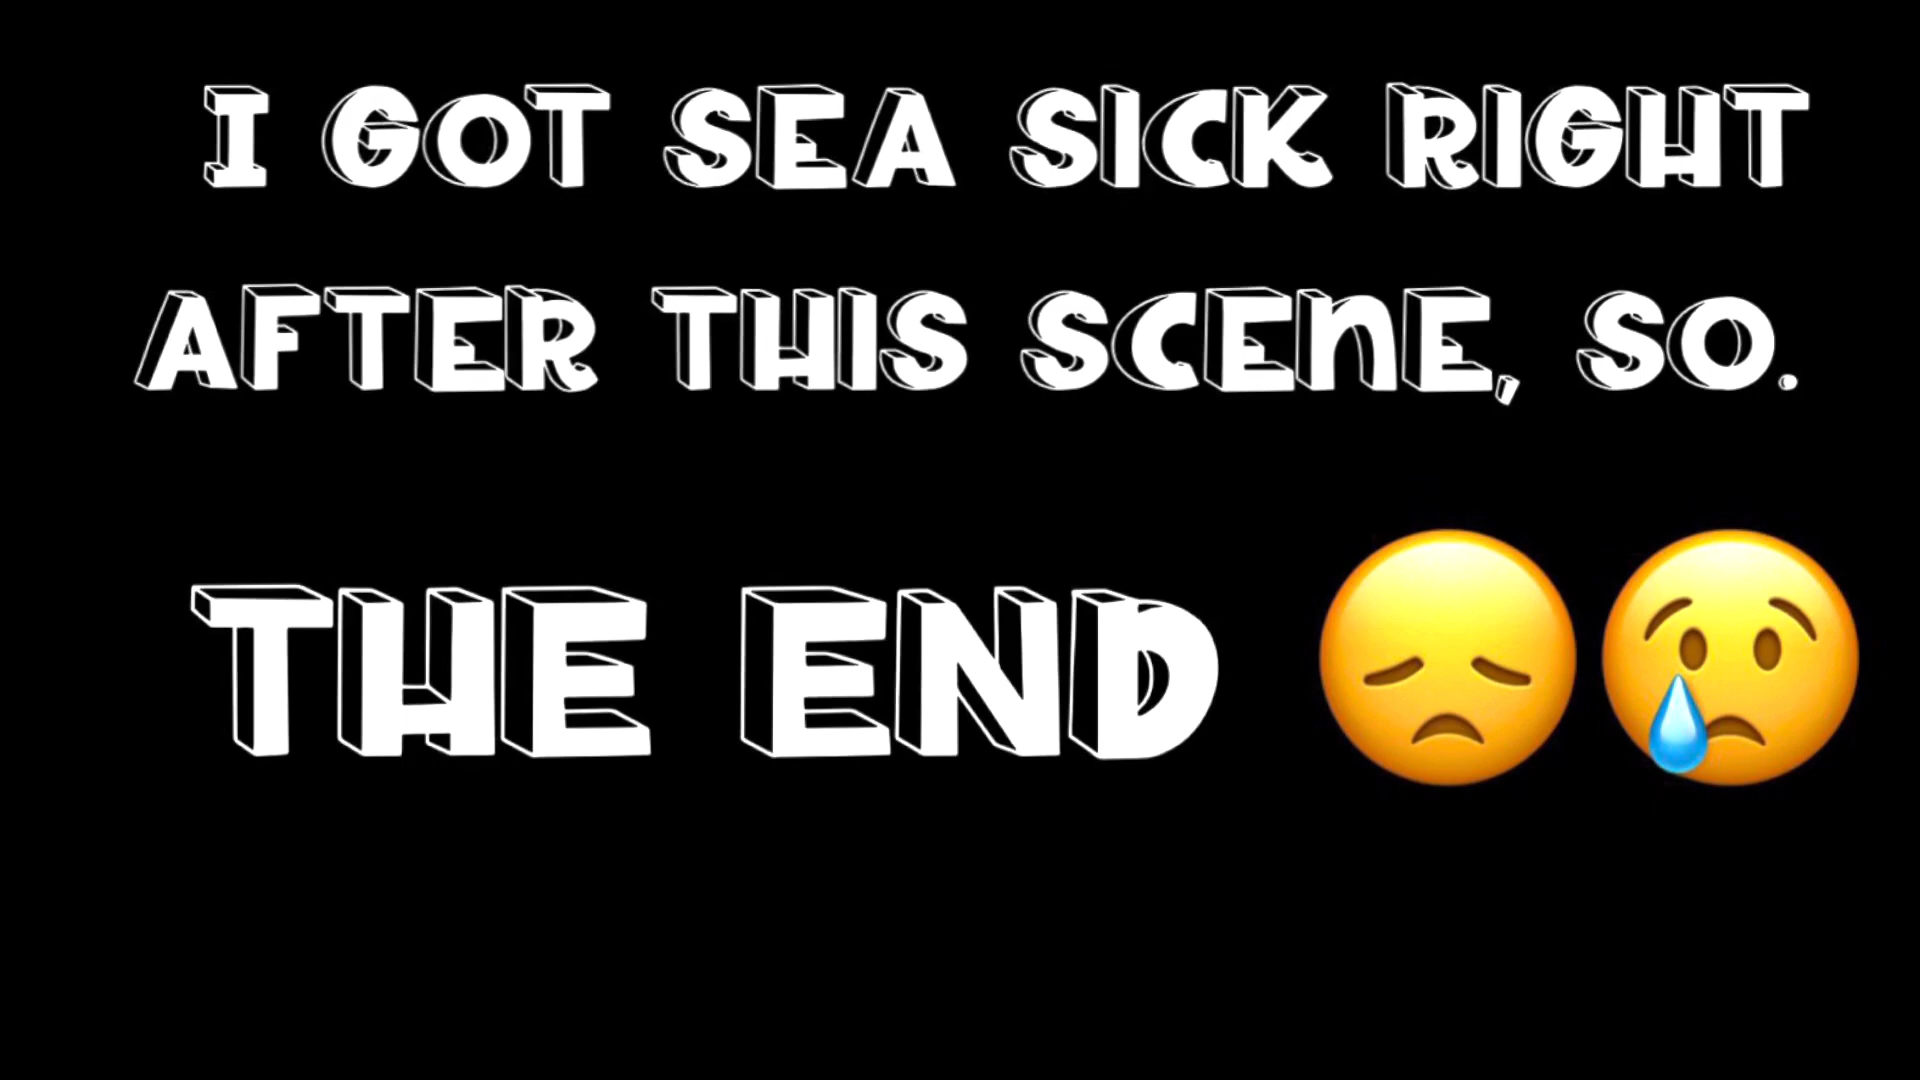 I GOT SEA SICK RIGHT
AFTER THIS SCENE, SO.
THE END 😞😢